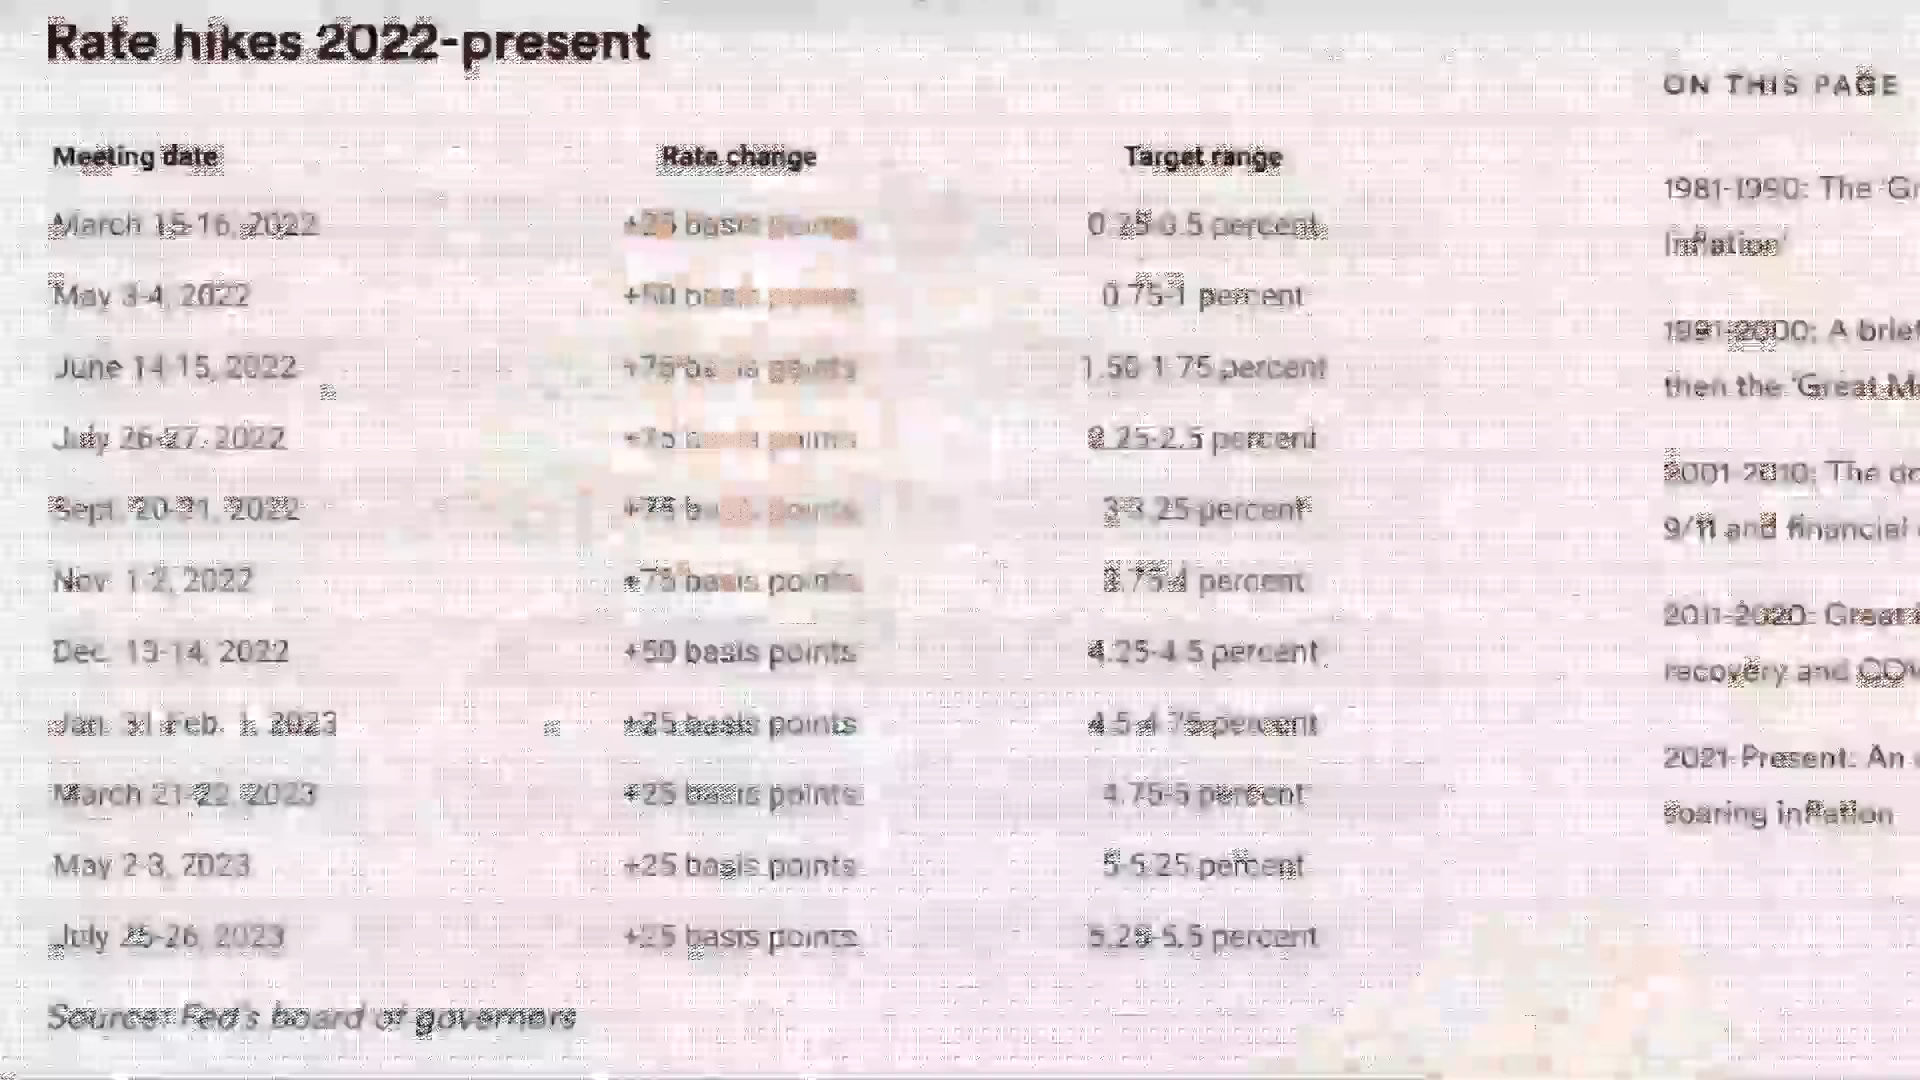 Rate hikes 2022-present
ON THIS PAGE
Meeting date Rate change Target range
March 15-16, 2022 +25 basis points 0.25-0.5 percent
1981-1990: The 'Gr
Inflation'
May 3-4, 2022 +50 basis points 0.75-1 percent
1991-2000: A brief
June 14-15, 2022 +75 basis points 1.50-1.75 percent
then the 'Great M
July 26-27, 2022 +75 basis points 2.25-2.5 percent
2001-2010: The do
Sept. 20-21, 2022 +75 basis points 3-3.25 percent
9/11 and financial
Nov. 1-2, 2022 +75 basis points 3.75-4 percent
2011-2020: Great
Dec. 13-14, 2022 +50 basis points 4.25-4.5 percent
recovery and COV
Jan. 31-Feb. 1, 2023 +25 basis points 4.5-4.75 percent
2021-Present: An
March 21-22, 2023 +25 basis points 4.75-5 percent
soaring inflation
May 2-3, 2023 +25 basis points 5-5.25 percent
July 25-26, 2023 +25 basis points 5.25-5.5 percent
Source: Fed's board of governors